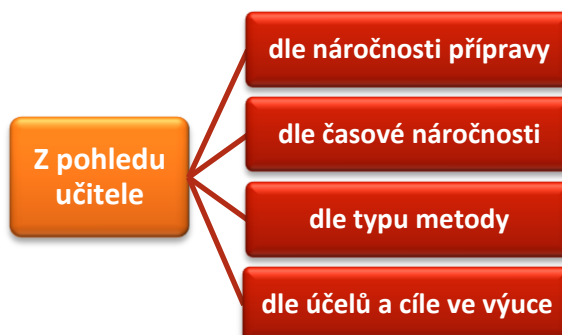 Z pohledu
učitele
dle náročnosti přípravy
dle časové náročnosti
dle typu metody
dle účelů a cíle ve výuce